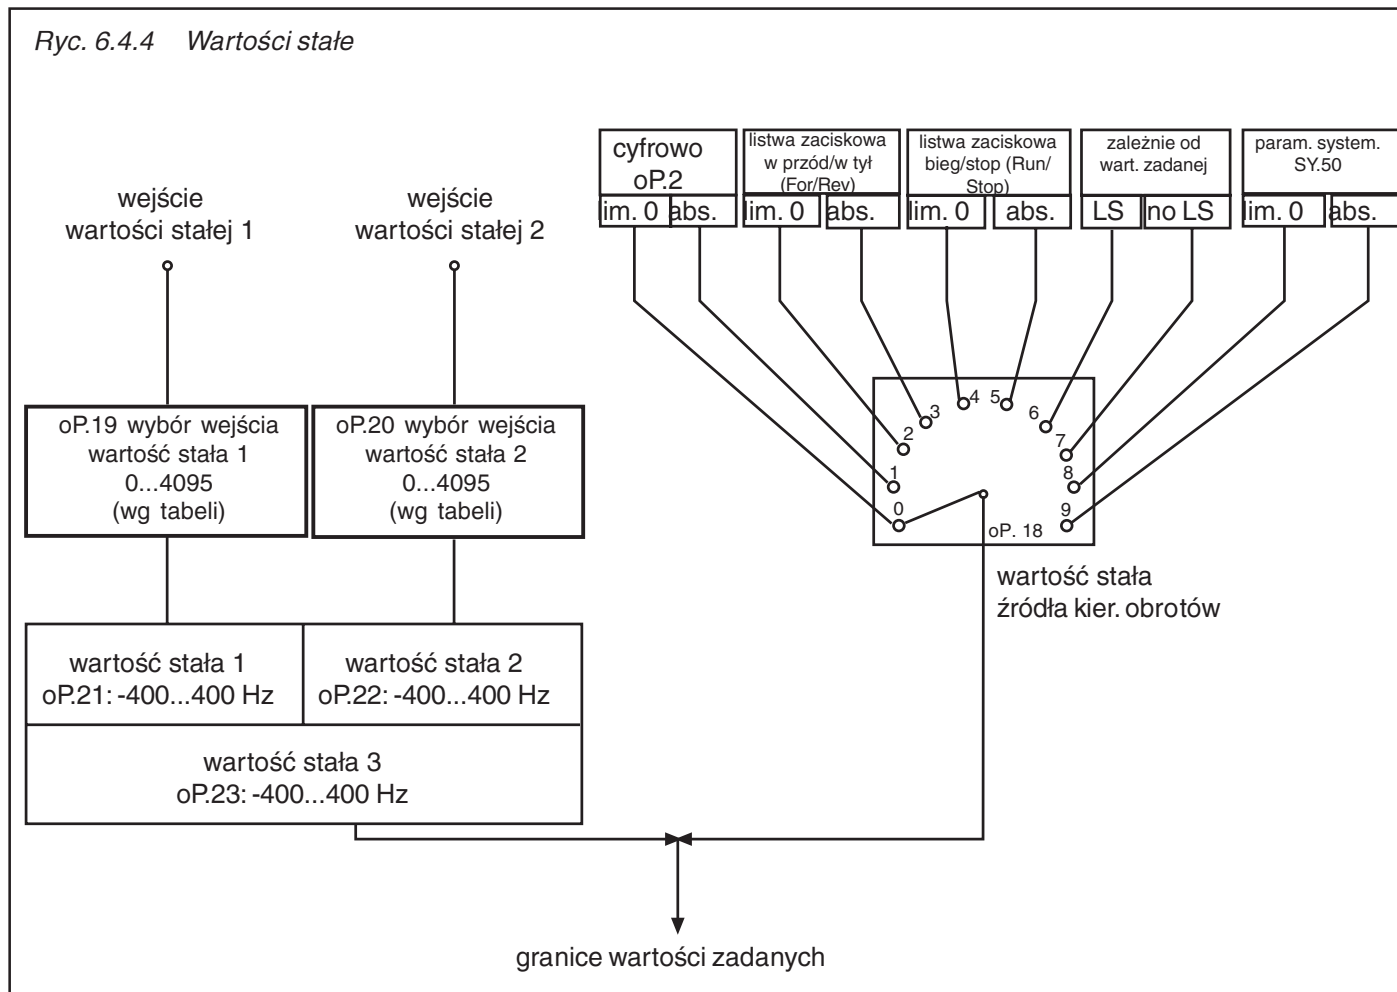 Ryc. 6.4.4 Wartości stałe
wejście
wartości stałej 1
wejście
wartości stałej 2
cyfrowo
oP.2
lim. 0 abs.
listwa zaciskowa
w przód/w tył
(For/Rev)
lim. 0 abs.
listwa zaciskowa
bieg/stop (Run/
Stop)
lim. 0 abs.
zależnie od
wart. zadanej
LS no LS
param. system.
SY.50
lim. 0 abs.
oP.19 wybór wejścia
wartość stała 1
0...4095
(wg tabeli)
oP.20 wybór wejścia
wartość stała 2
0...4095
(wg tabeli)
0
1
2
3
4
5
6
7
8
9
oP. 18
wartość stała
źródła kier. obrotów
wartość stała 1
oP.21: -400...400 Hz
wartość stała 2
oP.22: -400...400 Hz
wartość stała 3
oP.23: -400...400 Hz
granice wartości zadanych